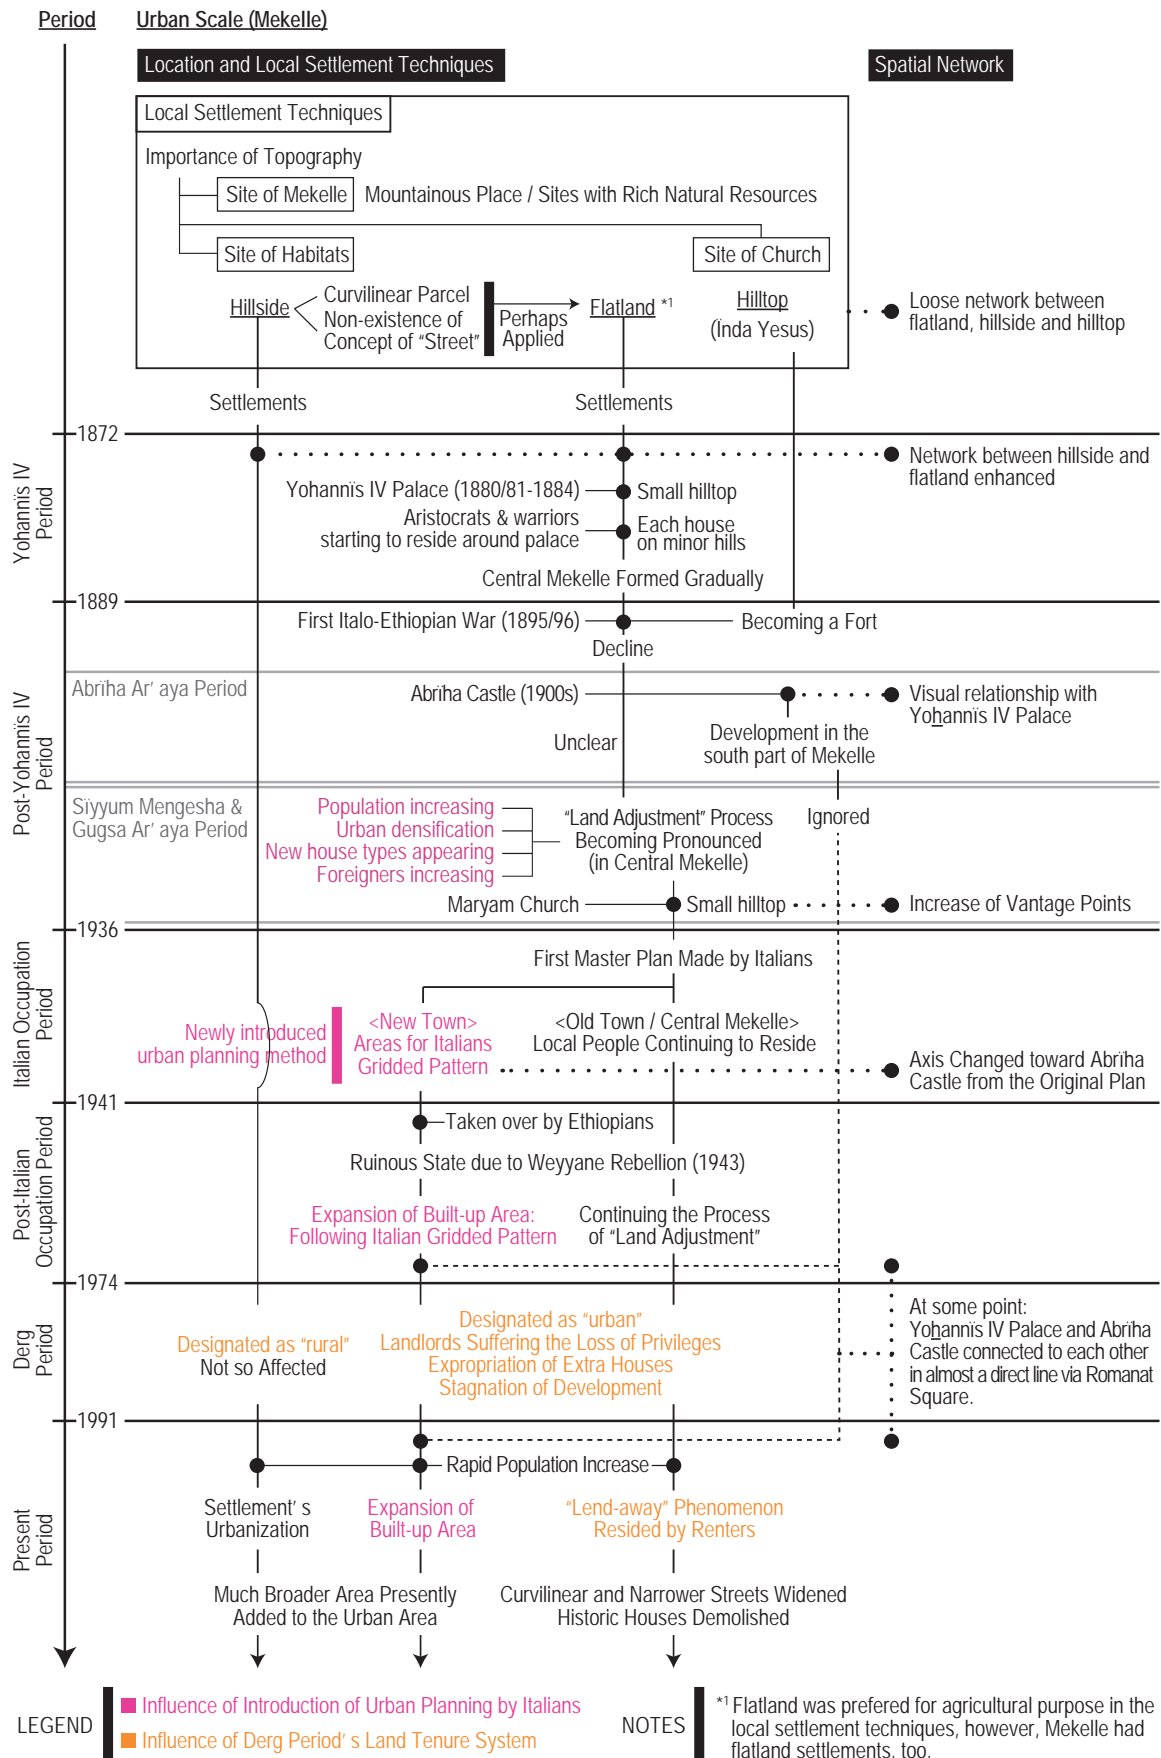 Period
Urban Scale (Mekelle)
Location and Local Settlement Techniques
Spatial Network
Local Settlement Techniques
Importance of Topography
Site of Mekelle
Mountainous Place / Sites with Rich Natural Resources
Site of Habitats
Site of Church
Hillside
Curvilinear Parcel
Non-existence of
Concept of "Street"
Perhaps
Applied
Flatland *1
Hilltop
(Ïnda Yesus)
Loose network between
flatland, hillside and hilltop
Settlements
Settlements
1872
Yohannïs IV
Period
Network between hillside and
flatland enhanced
Yohannïs IV Palace (1880/81-1884)
Small hilltop
Aristocrats & warriors
starting to reside around palace
Each house
on minor hills
Central Mekelle Formed Gradually
1889
Post-Yohannïs IV
Period
First Italo-Ethiopian War (1895/96)
Becoming a Fort
Decline
Abrïha Ar' aya Period
Abrïha Castle (1900s)
Visual relationship with
Yohannïs IV Palace
Unclear
Development in the
south part of Mekelle
Sïyyum Mengesha &
Gugsa Ar' aya Period
Population increasing
Urban densification
New house types appearing
Foreigners increasing
"Land Adjustment" Process
Becoming Pronounced
(in Central Mekelle)
Ignored
Maryam Church
Small hilltop
Increase of Vantage Points
1936
Italian Occupation
Period
First Master Plan Made by Italians
Newly introduced
urban planning method
<New Town>
Areas for Italians
Gridded Pattern
<Old Town / Central Mekelle>
Local People Continuing to Reside
Axis Changed toward Abrïha
Castle from the Original Plan
1941
Post-Italian
Occupation Period
Taken over by Ethiopians
Ruinous State due to Weyyane Rebellion (1943)
Expansion of Built-up Area:
Following Italian Gridded Pattern
Continuing the Process
of "Land Adjustment"
1974
Derg
Period
Designated as "rural"
Not so Affected
Designated as "urban"
Landlords Suffering the Loss of Privileges
Expropriation of Extra Houses
Stagnation of Development
At some point:
Yohannïs IV Palace and Abrïha
Castle connected to each other
in almost a direct line via Romanat
Square.
1991
Present
Period
Rapid Population Increase
Settlement' s
Urbanization
Expansion of
Built-up Area
"Lend-away" Phenomenon
Resided by Renters
Much Broader Area Presently
Added to the Urban Area
Curvilinear and Narrower Streets Widened
Historic Houses Demolished
LEGEND
Influence of Introduction of Urban Planning by Italians
Influence of Derg Period' s Land Tenure System
NOTES
*1 Flatland was prefered for agricultural purpose in the
local settlement techniques, however, Mekelle had
flatland settlements, too.